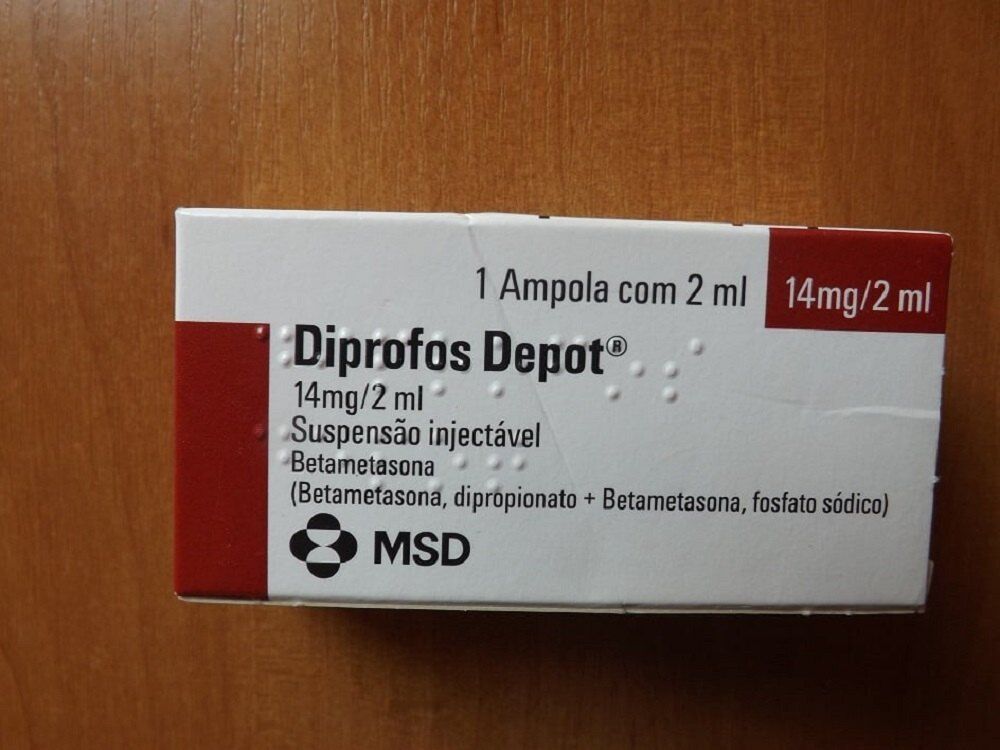 1 Ampola com 2 ml
14mg/2 ml
Diprofos Depot®
14mg/2 ml
Suspensão injectável
Betametasona
(Betametasona, dipropionato + Betametasona, fosfato sódico)
MSD